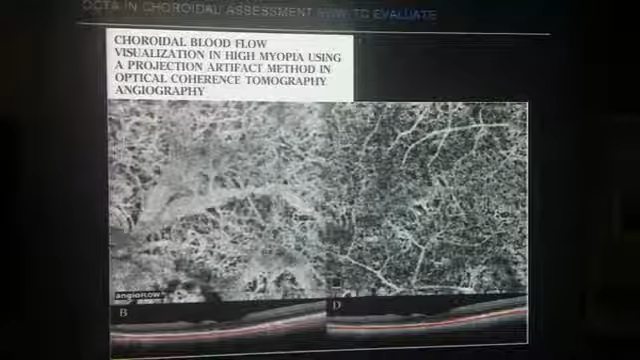 OCTA IN CHOROIDAL ASSESSMENT HOW TO EVALUATE
CHOROIDAL BLOOD FLOW
VISUALIZATION IN HIGH MYOPIA USING
A PROJECTION ARTIFACT METHOD IN
OPTICAL COHERENCE TOMOGRAPHY
ANGIOGRAPHY
angioflow
B
D